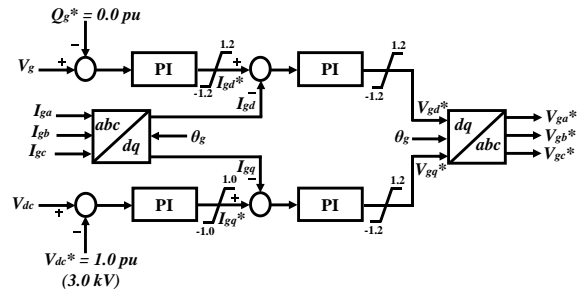 Qg* = 0.0 pu
Vg
PI
1.2
-1.2
Igd*
Igd
PI
1.2
-1.2
Vgd*
Iga
Igb
Igc
abc
dq
θg
θg
dq
abc
Vga*
Vgb*
Vgc*
Igq
Vgq*
Vdc
PI
1.0
-1.0
Igq*
PI
1.2
-1.2
Vdc* = 1.0 pu
(3.0 kV)